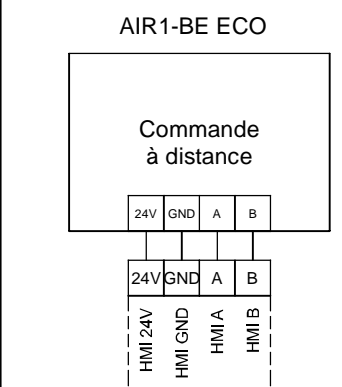 AIR1-BE ECO
Commande
à distance
24V GND A B
24V GND A B
HMI 24V
HMI GND
HMI A
HMI B